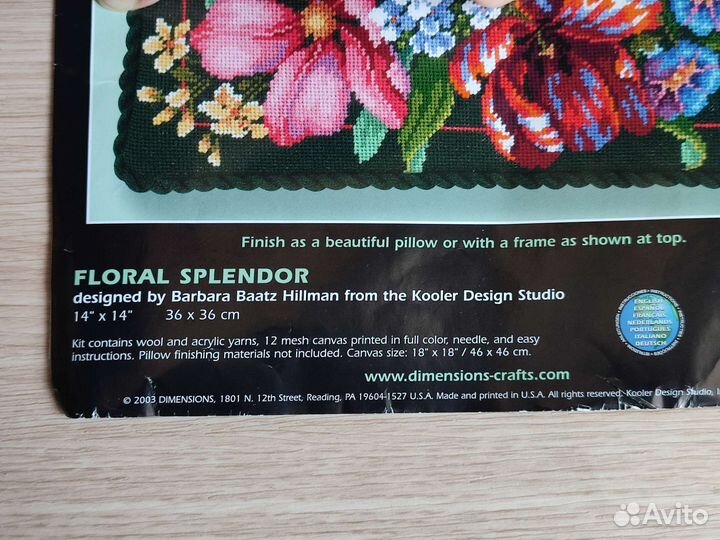 Finish as a beautiful pillow or with a frame as shown at top.
FLORAL SPLENDOR
designed by Barbara Baatz Hillman from the Kooler Design Studio
14" x 14" 36 x 36 cm
Kit contains wool and acrylic yarns, 12 mesh canvas printed in full color, needle, and easy
instructions. Pillow finishing materials not included. Canvas size: 18" x 18" / 46 x 46 cm.
www.dimensions-crafts.com
© 2003 DIMENSIONS, 1801 N. 12th Street, Reading, PA 19604-1527 U.S.A. Made and printed in U.S.A. All rights reserved. Kooler Design Studio, I
ENGLISH
ESPAÑOL
FRANÇAIS
NEDERLANDS
PORTUGUÊS
ITALIANO
DEUTSCH
Avito